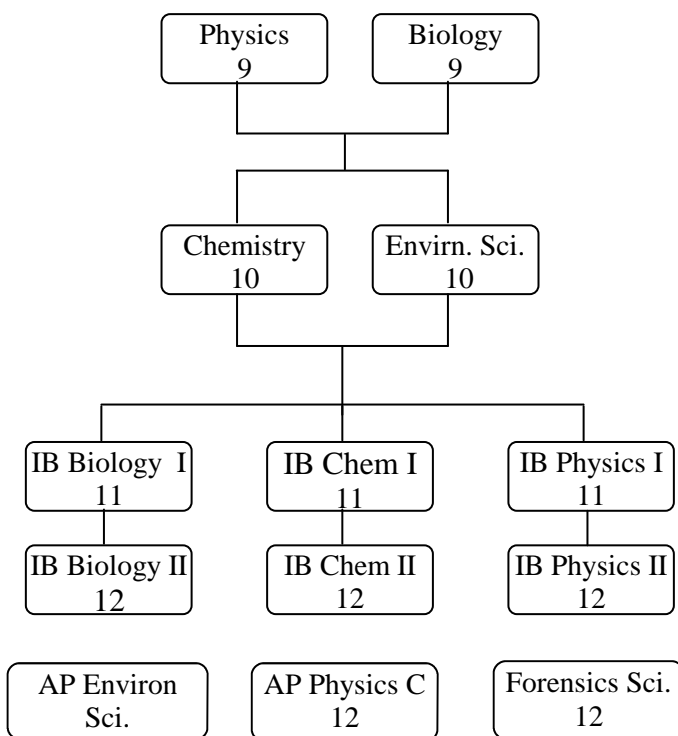 Physics
9
Biology
9
Chemistry
10
Envirn. Sci.
10
IB Biology I
11
IB Chem I
11
IB Physics I
11
IB Biology II
12
IB Chem II
12
IB Physics II
12
AP Environ
Sci.
AP Physics C
12
Forensics Sci.
12